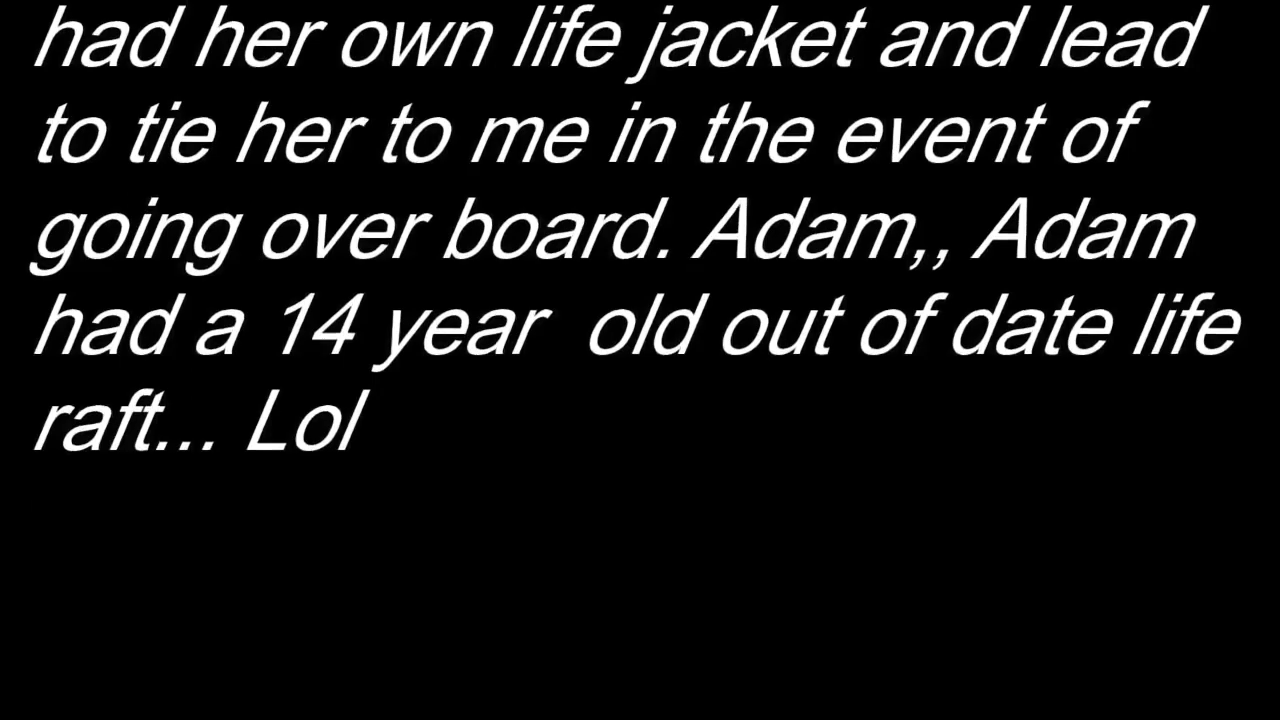 had her own life jacket and lead
to tie her to me in the event of
going over board. Adam,, Adam
had a 14 year  old out of date life
raft... Lol